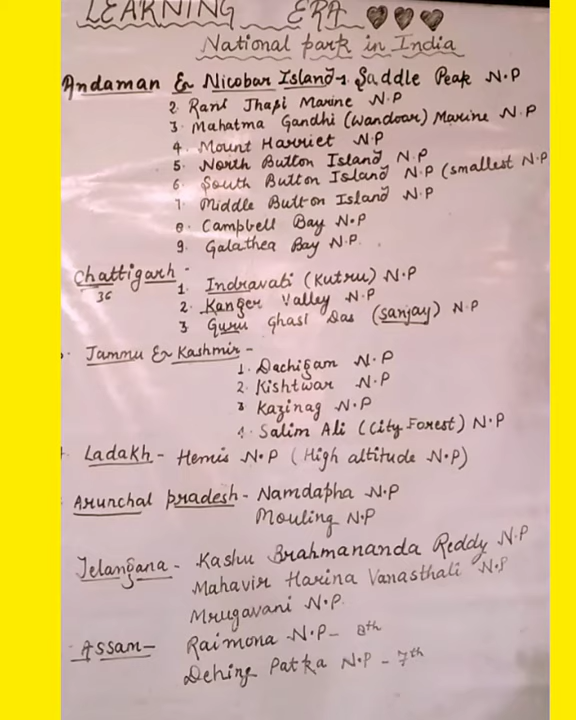 LEARNING ERA
National park in India
Andaman & Nicobar Island - 1 Saddle Peak N.P
2. Rani Jhapi Marine N.P
3. Mahatma Gandhi (Wandoor) Marine N.P
4. Mount Harriet N.P
5. North Button Island N.P
6. South Button Island N.P (smallest N.P
7. Middle Button Island N.P
8. Campbell Bay N.P
9. Galathea Bay N.P.
Chattigarh -
36
1. Indravati (Kutru) N.P
2. Kanger Valley N.P
3 Guru Ghasi Das (Sanjay) N.P
Jammu & Kashmir -
1. Dachigam N.P
2. Kishtwar N.P
3 Kazinag N.P
4. Salim Ali (City Forest) N.P
Ladakh - Hemis N.P (High altitude N.P)
Arunchal pradesh - Namdapha N.P
Mouling N.P
Telangana - Kashu Brahmananda Reddy N.P
Mahavir Harina Vanasthali N.P
Mrugavani N.P.
Assam - Raimona N.P - 8th
Dehing Patka N.P - 7th